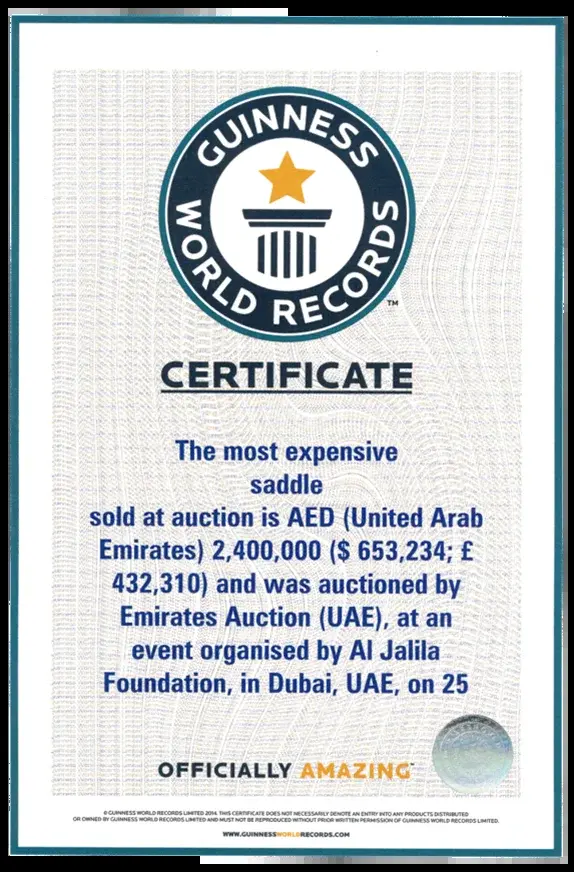 GUINNESS
WORLD RECORDS
™
CERTIFICATE
The most expensive
saddle
sold at auction is AED (United Arab
Emirates) 2,400,000 ($ 653,234; £
432,310) and was auctioned by
Emirates Auction (UAE), at an
event organised by Al Jalila
Foundation, in Dubai, UAE, on 25
OFFICIALLY AMAZING™
© GUINNESS WORLD RECORDS LIMITED 2014. THIS CERTIFICATE DOES NOT NECESSARILY DENOTE AN ENTRY INTO ANY PRODUCTS DISTRIBUTED
OR OWNED BY GUINNESS WORLD RECORDS LIMITED AND MUST NOT BE REPRODUCED WITHOUT PRIOR WRITTEN PERMISSION OF GUINNESS WORLD RECORDS LIMITED.
WWW.GUINNESSWORLDRECORDS.COM